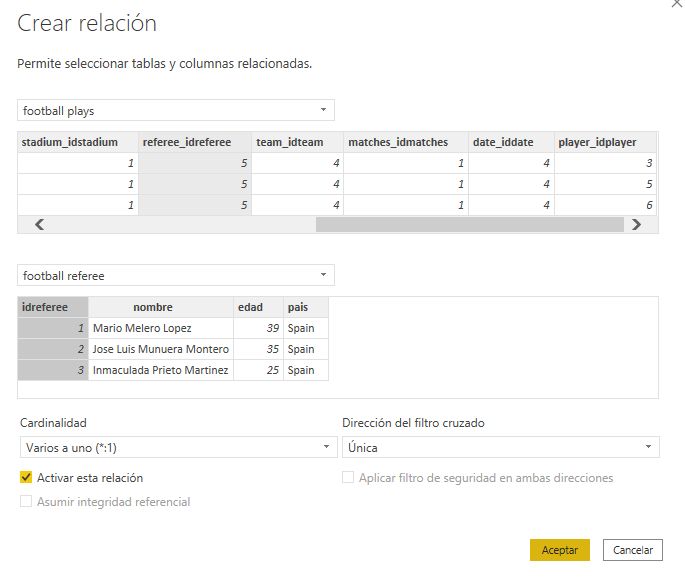 Crear relación
Permite seleccionar tablas y columnas relacionadas.
football plays
stadium_idstadium referee_idreferee team_idteam matches_idmatches date_iddate player_idplayer
1 5 4 1 4 3
1 5 4 1 4 5
1 5 4 1 4 6
football referee
idreferee nombre edad pais
1 Mario Melero Lopez 39 Spain
2 Jose Luis Munuera Montero 35 Spain
3 Inmaculada Prieto Martinez 25 Spain
Cardinalidad Dirección del filtro cruzado
Varios a uno (*:1) Única
Activar esta relación Aplicar filtro de seguridad en ambas direcciones
Asumir integridad referencial
Aceptar Cancelar